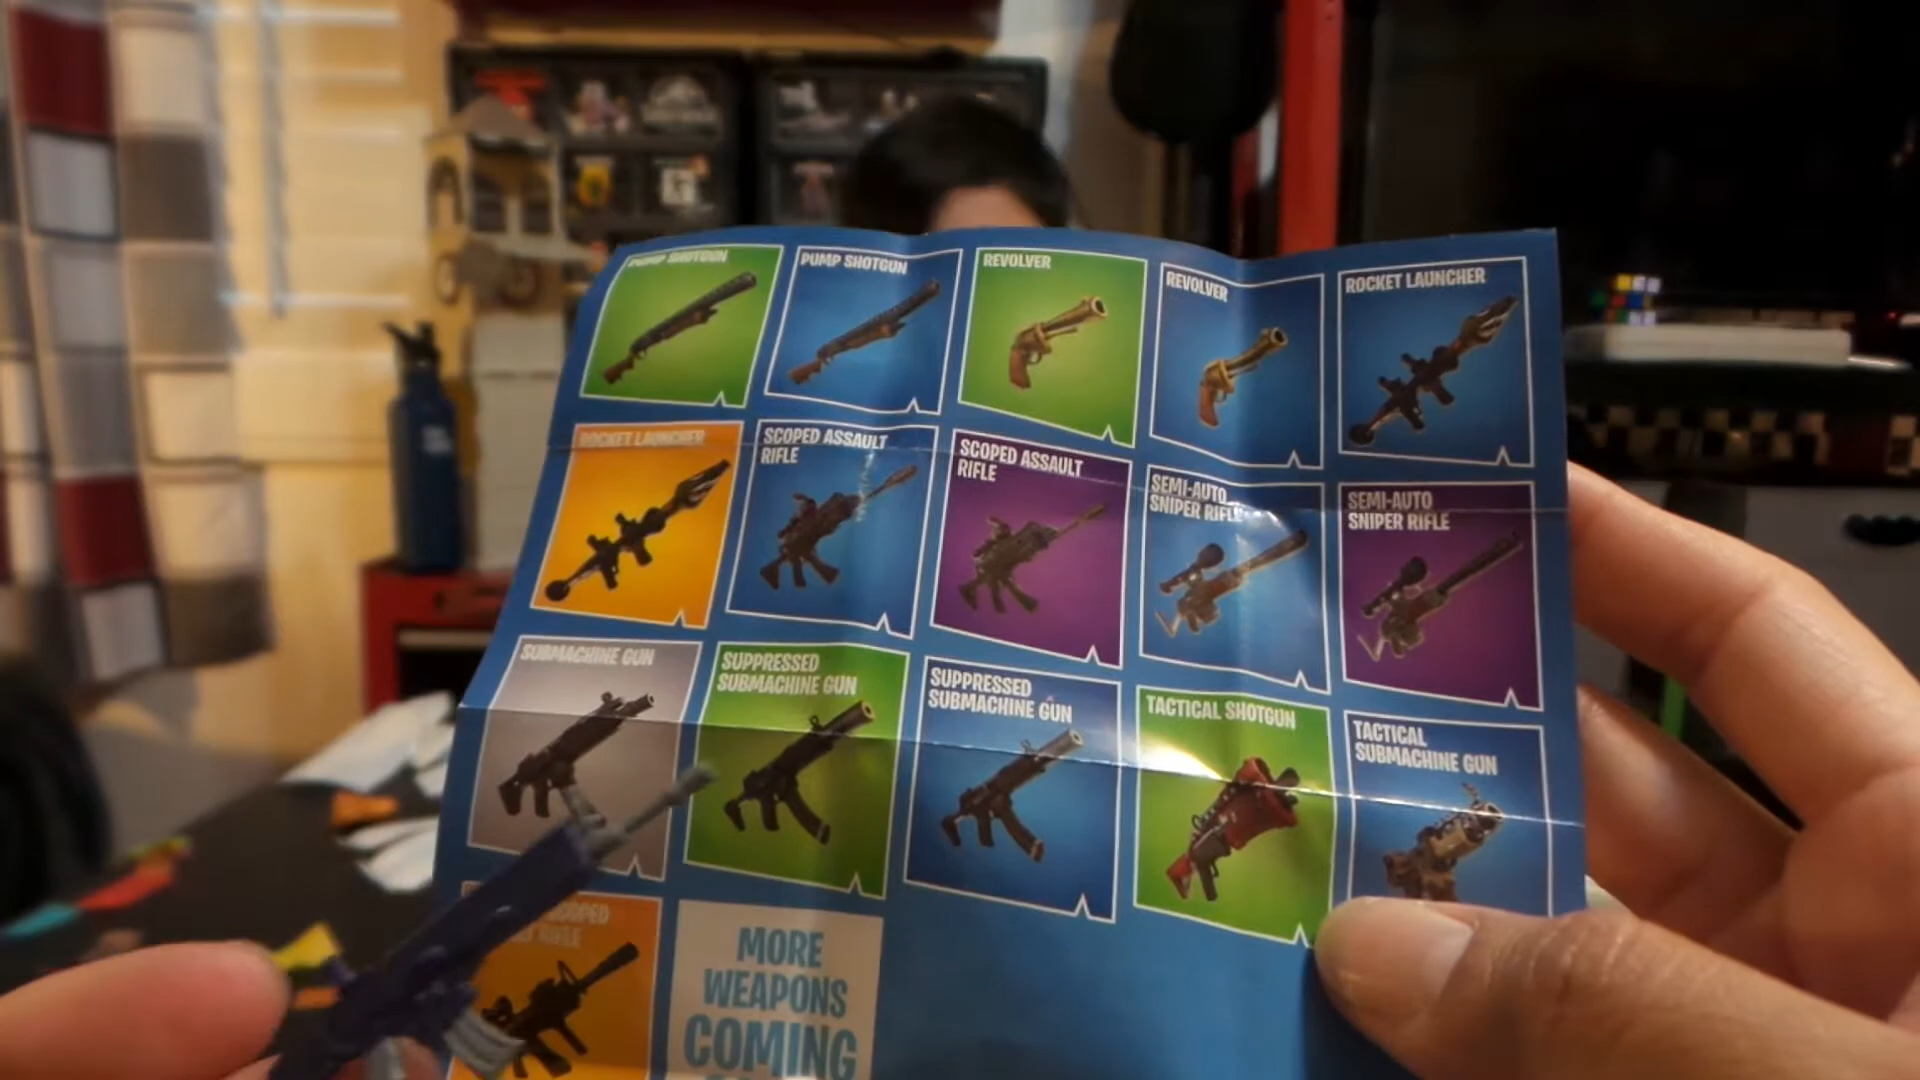 PUMP SHOTGUN
PUMP SHOTGUN
REVOLVER
REVOLVER
ROCKET LAUNCHER
ROCKET LAUNCHER
SCOPED ASSAULT
RIFLE
SCOPED ASSAULT
RIFLE
SEMI-AUTO
SNIPER RIFLE
SEMI-AUTO
SNIPER RIFLE
SUBMACHINE GUN
SUPPRESSED
SUBMACHINE GUN
SUPPRESSED
SUBMACHINE GUN
TACTICAL SHOTGUN
TACTICAL
SUBMACHINE GUN
SCOPED
RIFLE
MORE
WEAPONS
COMING